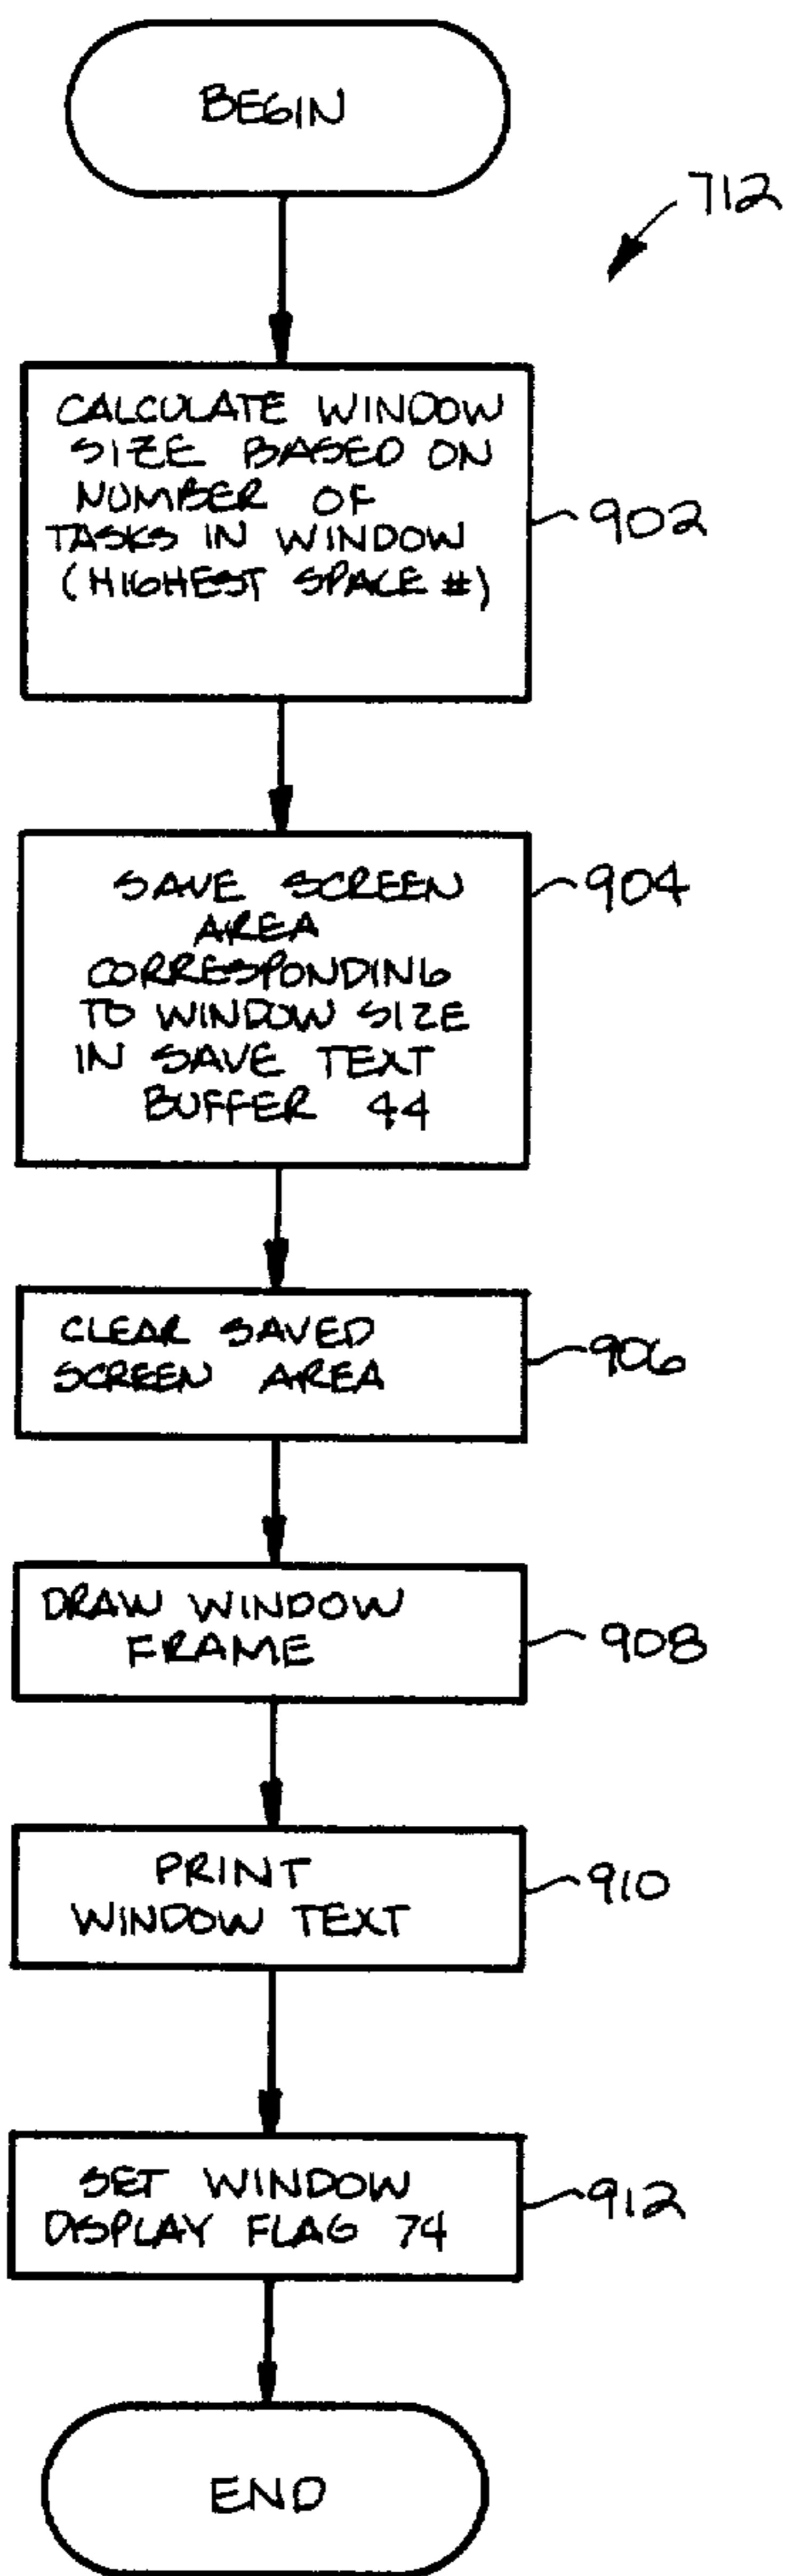 BEGIN
712
CALCULATE WINDOW
SIZE BASED ON
NUMBER OF
TASKS IN WINDOW
(HIGHEST SPACE #)
902
SAVE SCREEN
AREA
CORRESPONDING
TO WINDOW SIZE
IN SAVE TEXT
BUFFER 44
904
CLEAR SAVED
SCREEN AREA
906
DRAW WINDOW
FRAME
908
PRINT
WINDOW TEXT
910
SET WINDOW
DISPLAY FLAG 74
912
END